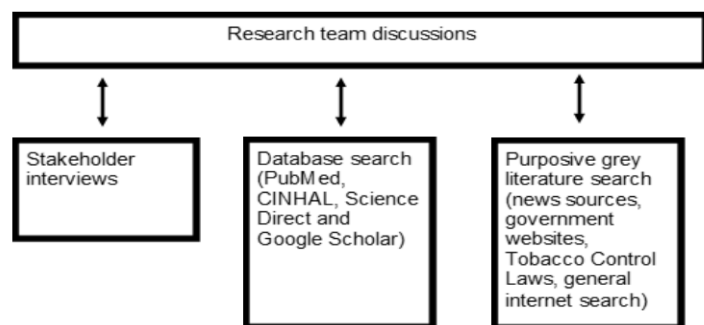 Research team discussions
Stakeholder
interviews
Database search
(PubMed,
CINHAL, Science
Direct and
Google Scholar)
Purposive grey
literature search
(news sources,
government
websites,
Tobacco Control
Laws, general
internet search)